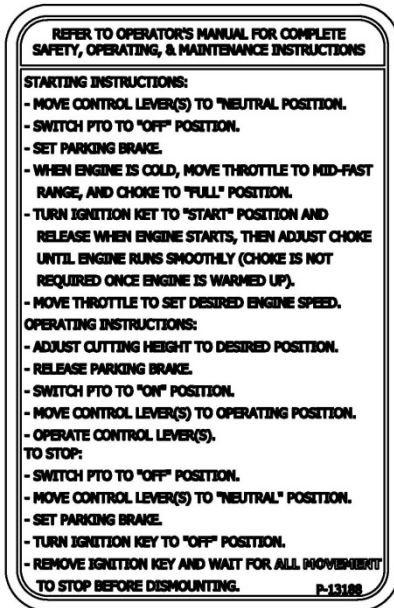 REFER TO OPERATOR'S MANUAL FOR COMPLETE
SAFETY, OPERATING, & MAINTENANCE INSTRUCTIONS
STARTING INSTRUCTIONS:
- MOVE CONTROL LEVER(S) TO "NEUTRAL POSITION.
- SWITCH PTO TO "OFF" POSITION.
- SET PARKING BRAKE.
- WHEN ENGINE IS COLD, MOVE THROTTLE TO MID-FAST
RANGE, AND CHOKE TO "FULL" POSITION.
- TURN IGNITION KET TO "START" POSITION AND
RELEASE WHEN ENGINE STARTS, THEN ADJUST CHOKE
UNTIL ENGINE RUNS SMOOTHLY (CHOKE IS NOT
REQUIRED ONCE ENGINE IS WARMED UP).
- MOVE THROTTLE TO SET DESIRED ENGINE SPEED.
OPERATING INSTRUCTIONS:
- ADJUST CUTTING HEIGHT TO DESIRED POSITION.
- RELEASE PARKING BRAKE.
- SWITCH PTO TO "ON" POSITION.
- MOVE CONTROL LEVER(S) TO OPERATING POSITION.
- OPERATE CONTROL LEVER(S).
TO STOP:
- SWITCH PTO TO "OFF" POSITION.
- MOVE CONTROL LEVER(S) TO "NEUTRAL" POSITION.
- SET PARKING BRAKE.
- TURN IGNITION KEY TO "OFF" POSITION.
- REMOVE IGNITION KEY AND WAIT FOR ALL MOVEMENT
TO STOP BEFORE DISMOUNTING. P-13188